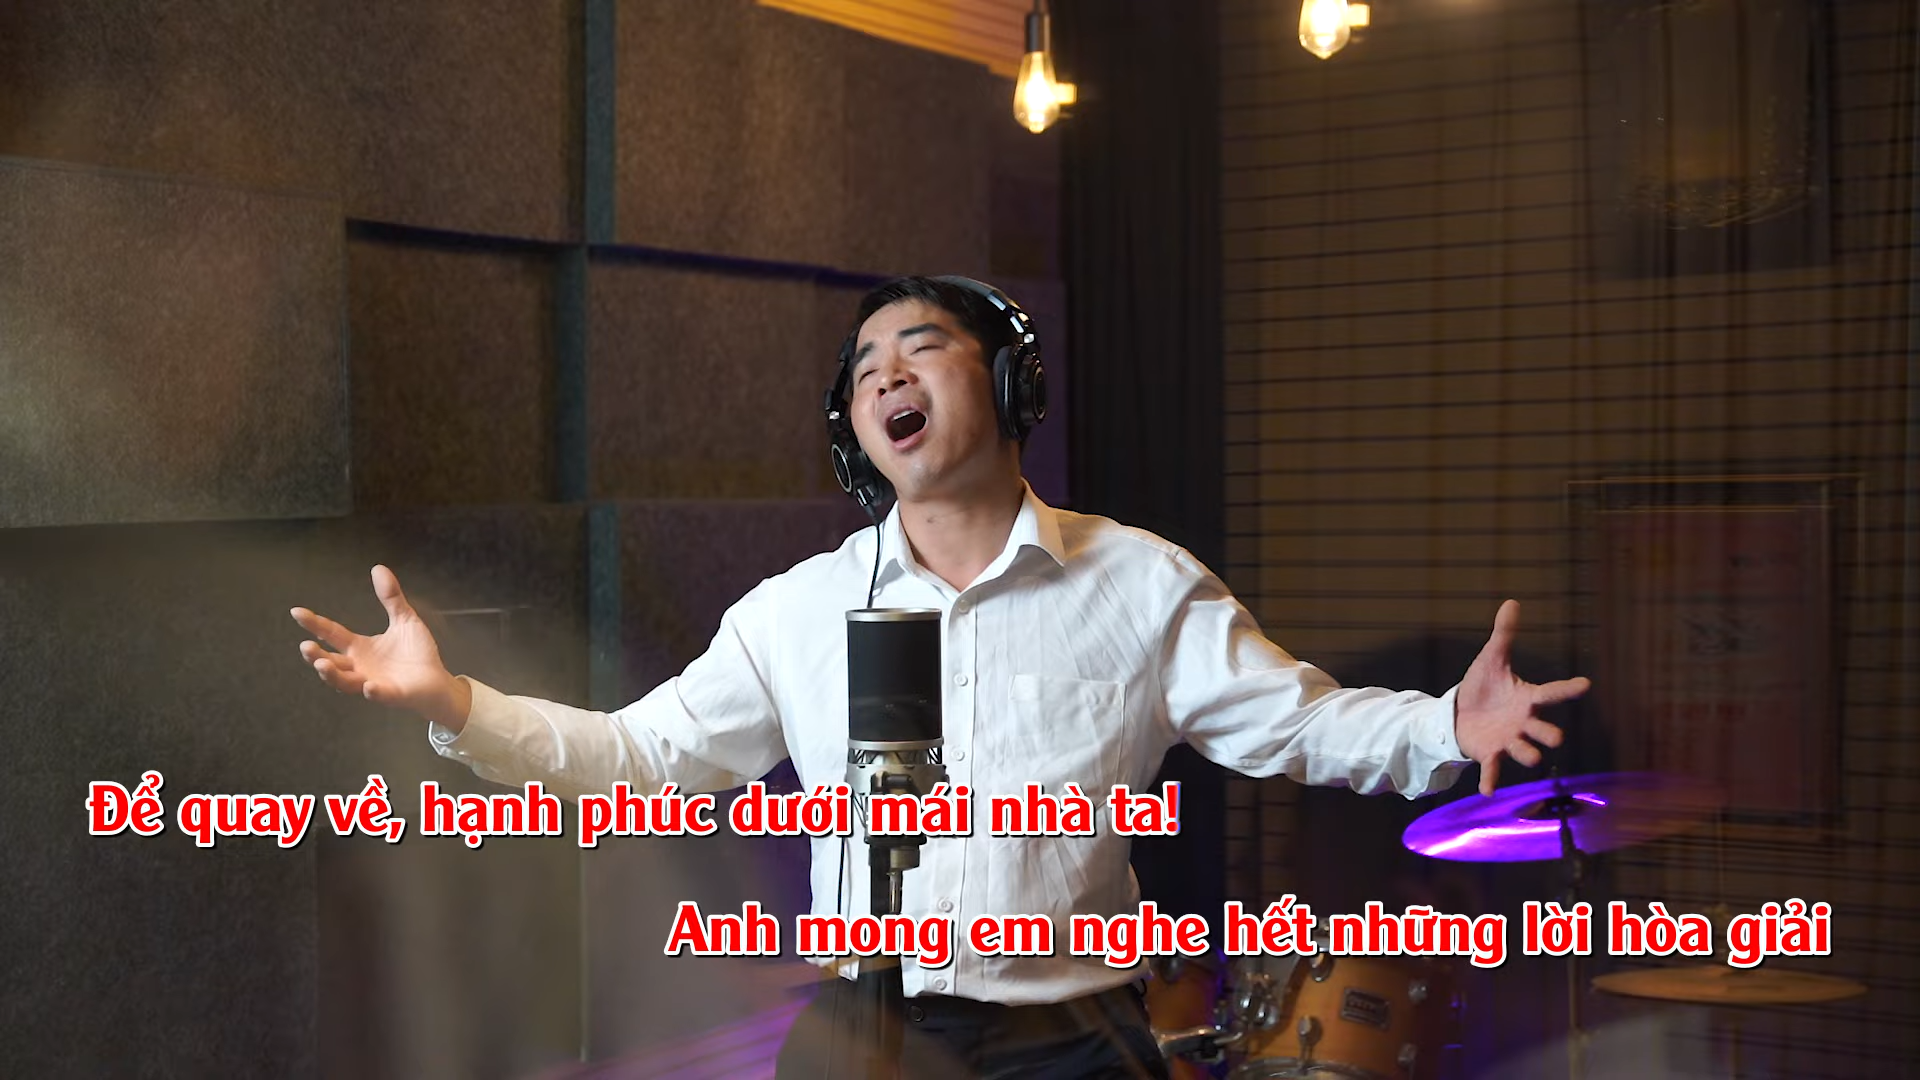 Để quay về, hạnh phúc dưới mái nhà ta!
Anh mong em nghe hết những lời hòa giải